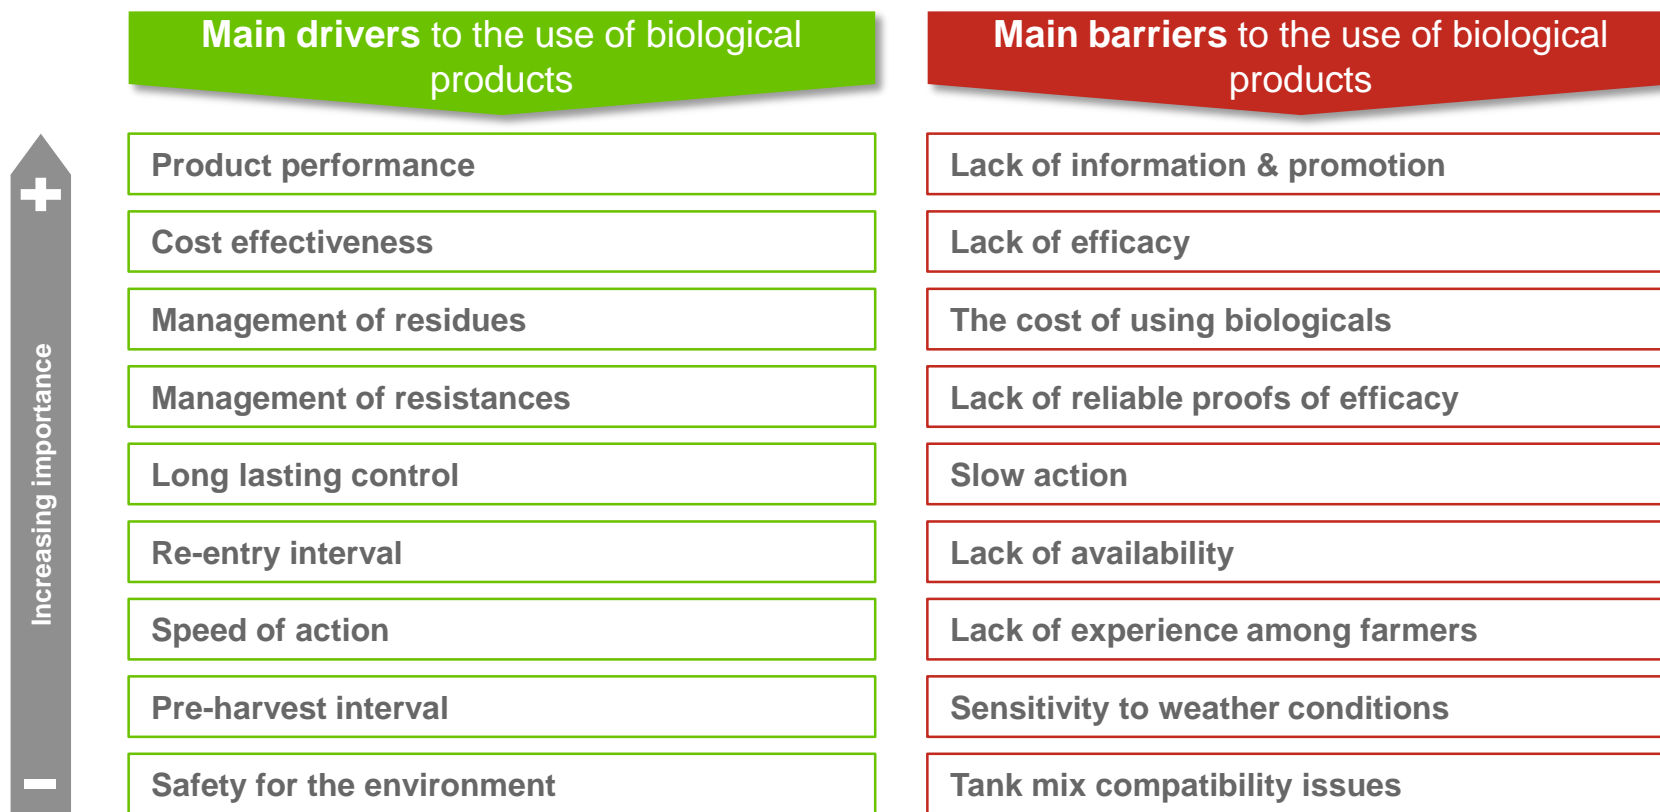 Main drivers to the use of biological
products
Main barriers to the use of biological
products
Increasing importance
Product performance
Cost effectiveness
Management of residues
Management of resistances
Long lasting control
Re-entry interval
Speed of action
Pre-harvest interval
Safety for the environment
Lack of information & promotion
Lack of efficacy
The cost of using biologicals
Lack of reliable proofs of efficacy
Slow action
Lack of availability
Lack of experience among farmers
Sensitivity to weather conditions
Tank mix compatibility issues